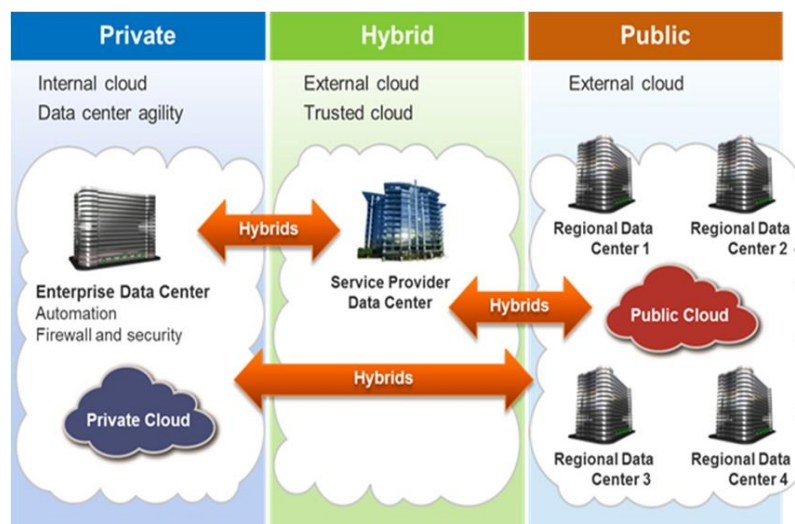 Private
Internal cloud
Data center agility
Hybrids
Enterprise Data Center
Automation
Firewall and security
Private Cloud
Hybrid
External cloud
Trusted cloud
Service Provider
Data Center
Hybrids
Hybrids
Public
External cloud
Regional Data
Center 1
Regional Data
Center 2
Public Cloud
Regional Data
Center 3
Regional Data
Center 4